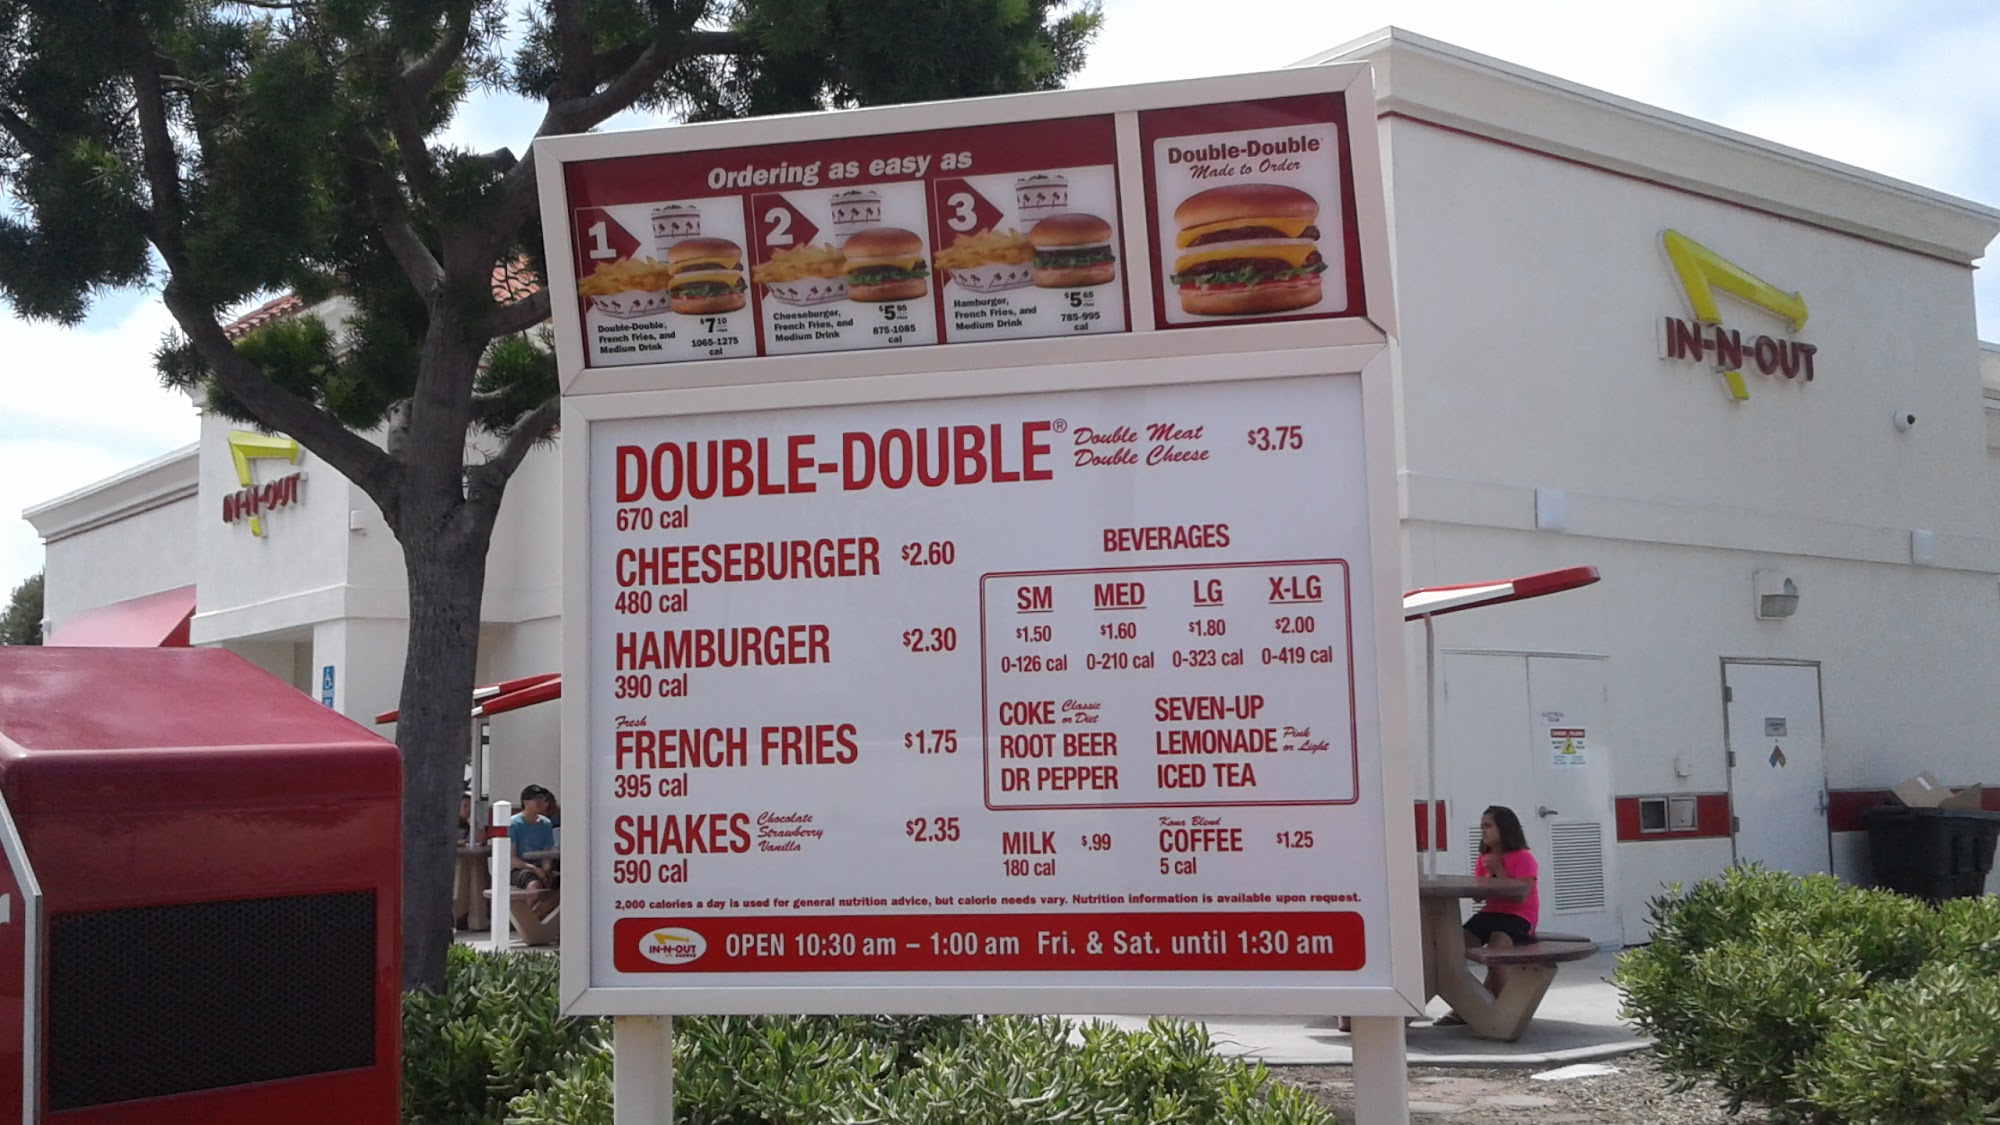 Ordering as easy as
1
Double-Double,
French Fries, and
Medium Drink
$7.10
1065-1275
cal
2
Cheeseburger,
French Fries, and
Medium Drink
$5.95
875-1085
cal
3
Hamburger,
French Fries, and
Medium Drink
$5.65
785-995
cal
Double-Double
Made to Order
DOUBLE-DOUBLE® Double Meat
Double Cheese $3.75
670 cal
CHEESEBURGER $2.60
480 cal
HAMBURGER $2.30
390 cal
Fresh
FRENCH FRIES $1.75
395 cal
SHAKES Chocolate
Strawberry
Vanilla $2.35
590 cal
BEVERAGES
SM MED LG X-LG
$1.50 $1.60 $1.80 $2.00
0-126 cal 0-210 cal 0-323 cal 0-419 cal
COKE Classic or Diet SEVEN-UP
ROOT BEER LEMONADE Pink or Light
DR PEPPER ICED TEA
MILK $.99
180 cal
Kona Blend
COFFEE $1.25
5 cal
2,000 calories a day is used for general nutrition advice, but calorie needs vary. Nutrition information is available upon request.
IN-N-OUT
OPEN 10:30 am – 1:00 am Fri. & Sat. until 1:30 am
IN-N-OUT
IN-N-OUT